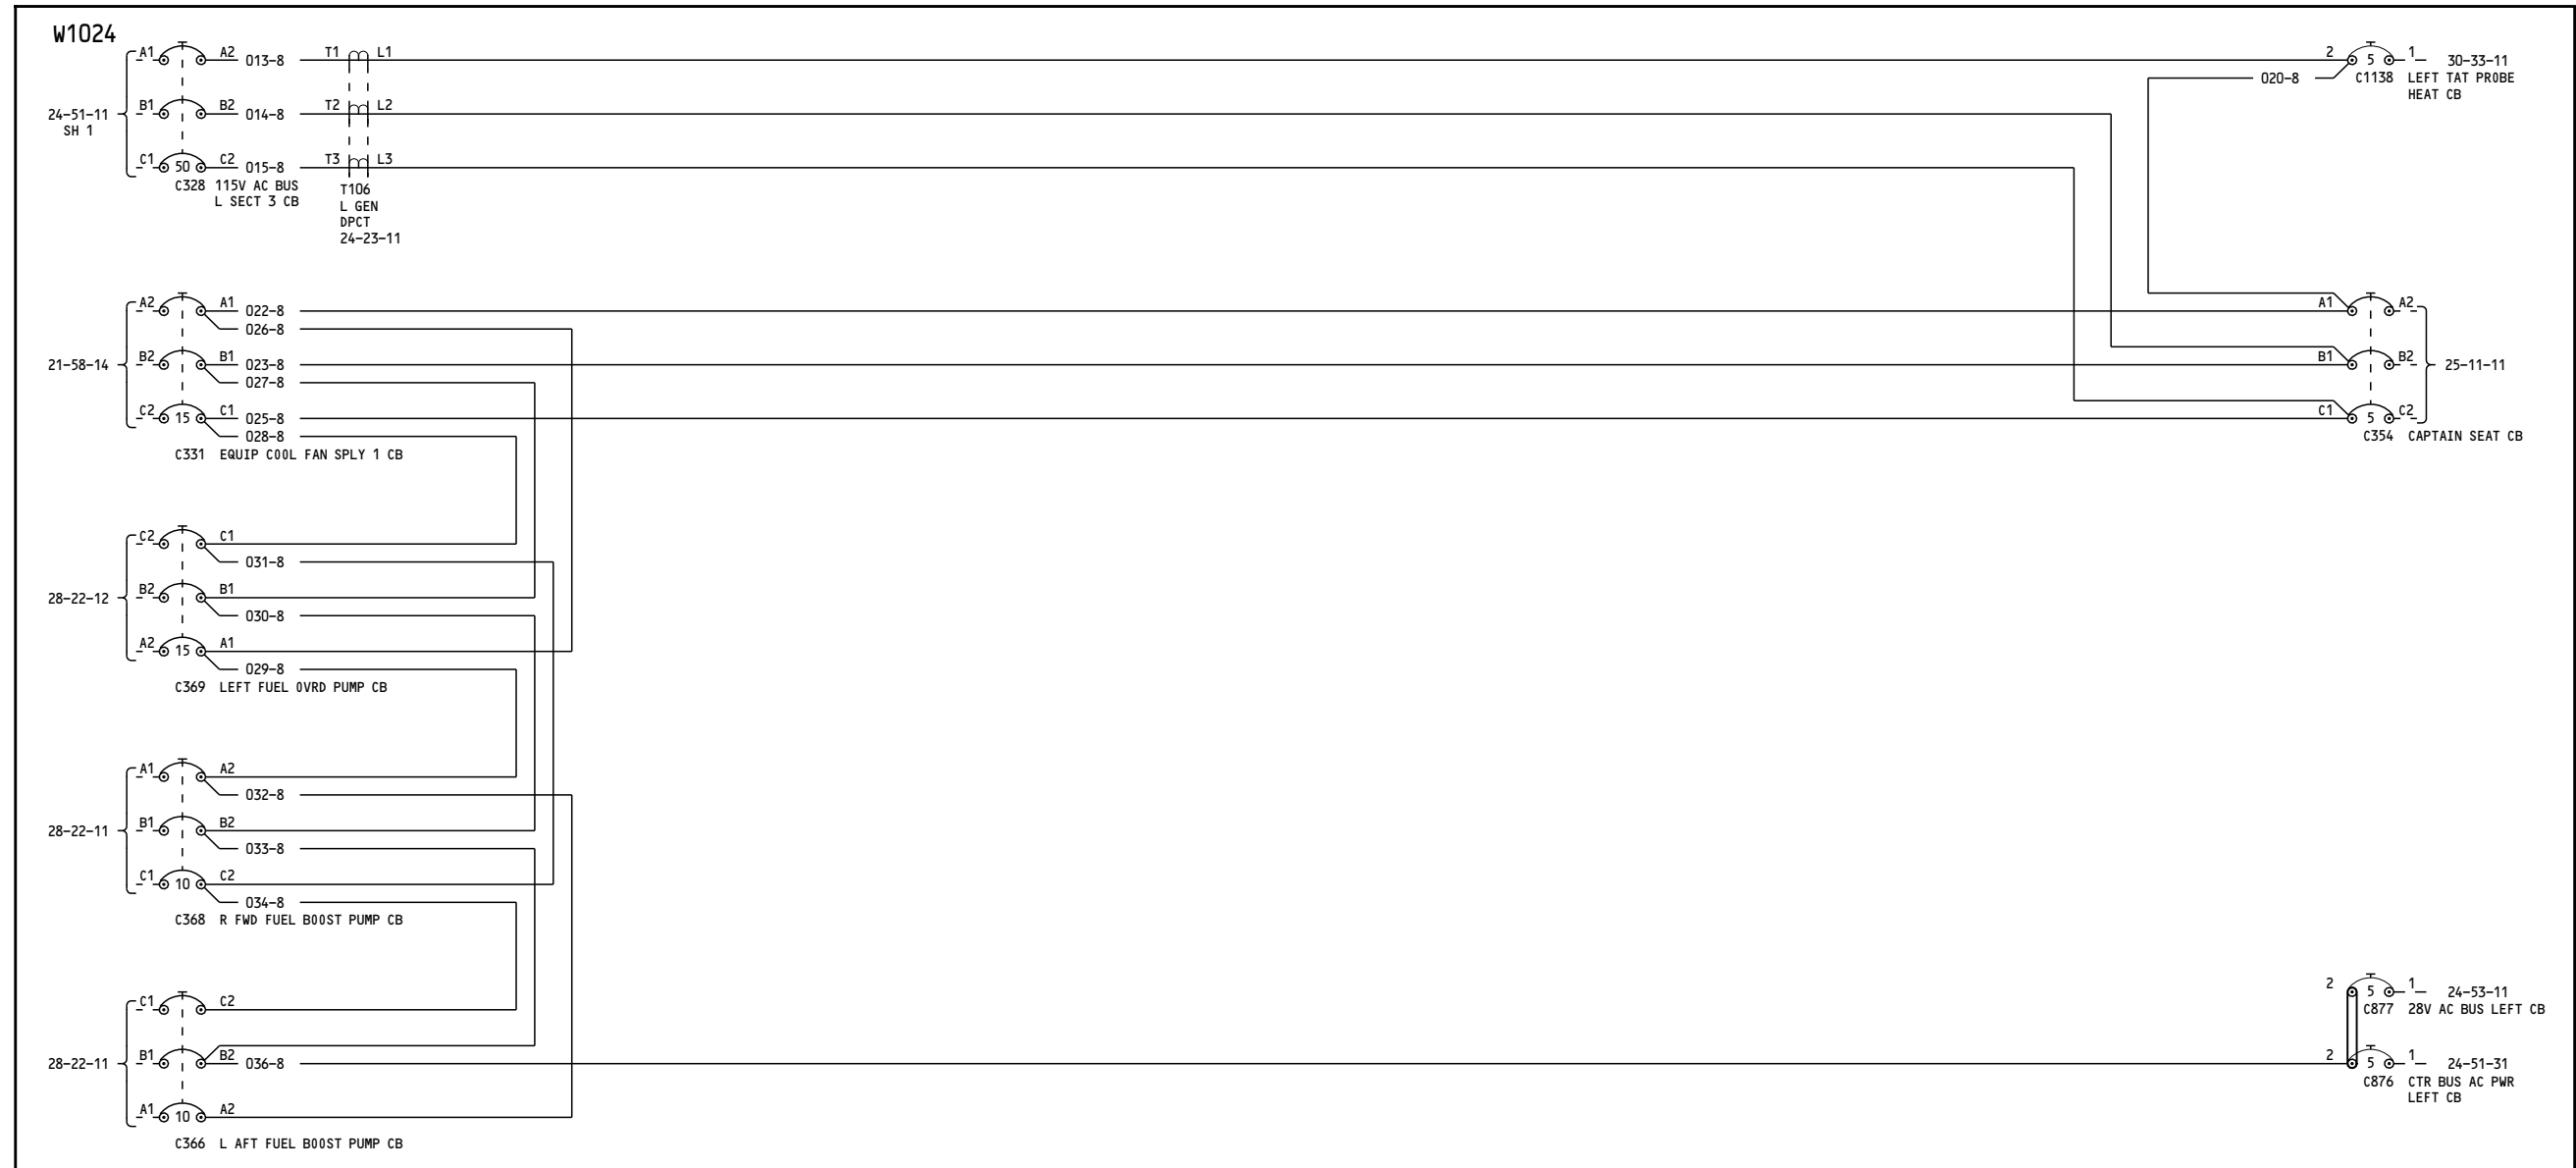 W1024
A1 A2 013-8 T1 L1 2 5 1 30-33-11
020-8 C1138 LEFT TAT PROBE
HEAT CB
B1 B2 014-8 T2 L2
24-51-11
SH 1
C1 50 C2 015-8 T3 L3
C328 115V AC BUS
L SECT 3 CB
T106
L GEN
DPCT
24-23-11
A2 A1 022-8 A1 A2
026-8
21-58-14 B2 B1 023-8 B1 B2 25-11-11
027-8
C2 15 C1 025-8 C1 5 C2
028-8 C354 CAPTAIN SEAT CB
C331 EQUIP COOL FAN SPLY 1 CB
C2 C1
031-8
28-22-12 B2 B1
030-8
A2 15 A1
029-8
C369 LEFT FUEL OVRD PUMP CB
A1 A2
032-8
28-22-11 B1 B2
033-8
C1 10 C2
034-8
C368 R FWD FUEL BOOST PUMP CB
2 5 1 24-53-11
C877 28V AC BUS LEFT CB
C1 C2
28-22-11 B1 B2 036-8 2 5 1 24-51-31
C876 CTR BUS AC PWR
LEFT CB
A1 10 A2
C366 L AFT FUEL BOOST PUMP CB